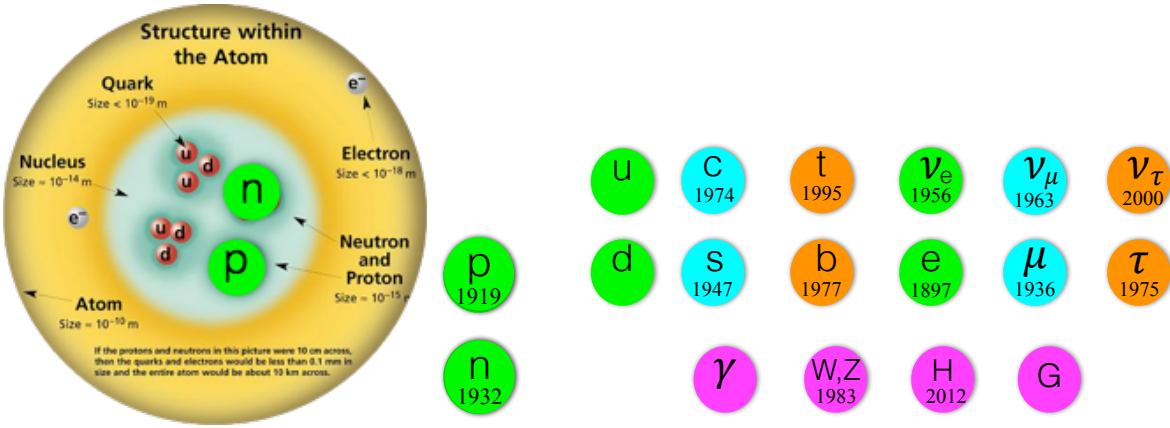 Structure within
the Atom
Quark
Size < 10⁻¹⁹ m
e⁻
Nucleus
Size ≈ 10⁻¹⁴ m
u
d
u
Electron
Size < 10⁻¹⁸ m
n
e⁻
u
d
d
p
Neutron
and
Proton
Size ≈ 10⁻¹⁵
Atom
Size ≈ 10⁻¹⁰ m
If the protons and neutrons in this picture were 10 cm across,
then the quarks and electrons would be less than 0.1 mm in
size and the entire atom would be about 10 km across.
p
1919
n
1932
u
c
1974
t
1995
νe
1956
νμ
1963
ντ
2000
d
s
1947
b
1977
e
1897
μ
1936
τ
1975
γ
W,Z
1983
H
2012
G